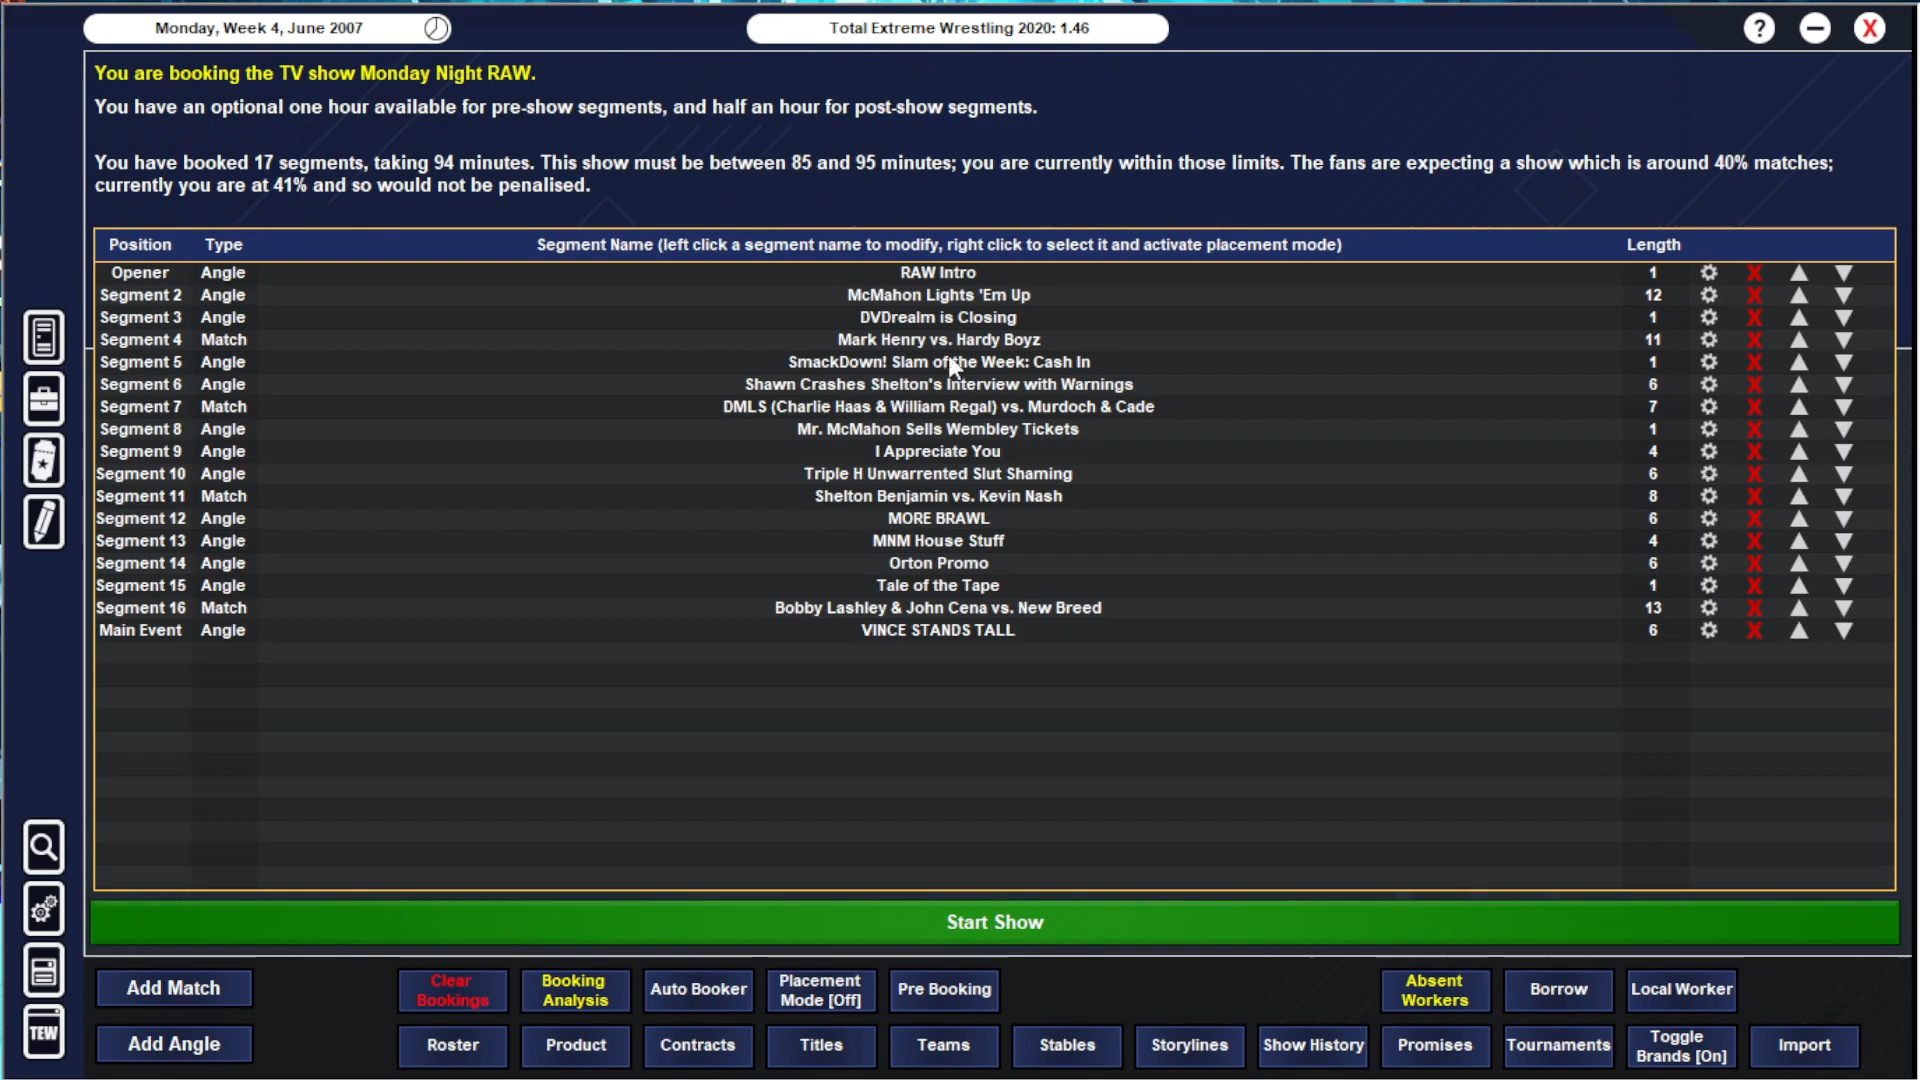 Monday, Week 4, June 2007
Total Extreme Wrestling 2020: 1.46
?
X
You are booking the TV show Monday Night RAW.
You have an optional one hour available for pre-show segments, and half an hour for post-show segments.
You have booked 17 segments, taking 94 minutes. This show must be between 85 and 95 minutes; you are currently within those limits. The fans are expecting a show which is around 40% matches;
currently you are at 41% and so would not be penalised.
Position Type Segment Name (left click a segment name to modify, right click to select it and activate placement mode) Length
Opener Angle RAW Intro 1 X
Segment 2 Angle McMahon Lights 'Em Up 12 X
Segment 3 Angle DVDrealm is Closing 1 X
Segment 4 Match Mark Henry vs. Hardy Boyz 11 X
Segment 5 Angle SmackDown! Slam of the Week: Cash In 1 X
Segment 6 Angle Shawn Crashes Shelton's Interview with Warnings 6 X
Segment 7 Match DMLS (Charlie Haas & William Regal) vs. Murdoch & Cade 7 X
Segment 8 Angle Mr. McMahon Sells Wembley Tickets 1 X
Segment 9 Angle I Appreciate You 4 X
Segment 10 Angle Triple H Unwarrented Slut Shaming 6 X
Segment 11 Match Shelton Benjamin vs. Kevin Nash 8 X
Segment 12 Angle MORE BRAWL 6 X
Segment 13 Angle MNM House Stuff 4 X
Segment 14 Angle Orton Promo 6 X
Segment 15 Angle Tale of the Tape 1 X
Segment 16 Match Bobby Lashley & John Cena vs. New Breed 13 X
Main Event Angle VINCE STANDS TALL 6 X
Start Show
Add Match
Clear Bookings
Booking Analysis
Auto Booker
Placement Mode [Off]
Pre Booking
Absent Workers
Borrow
Local Worker
TEW
Add Angle
Roster
Product
Contracts
Titles
Teams
Stables
Storylines
Show History
Promises
Tournaments
Toggle Brands [On]
Import